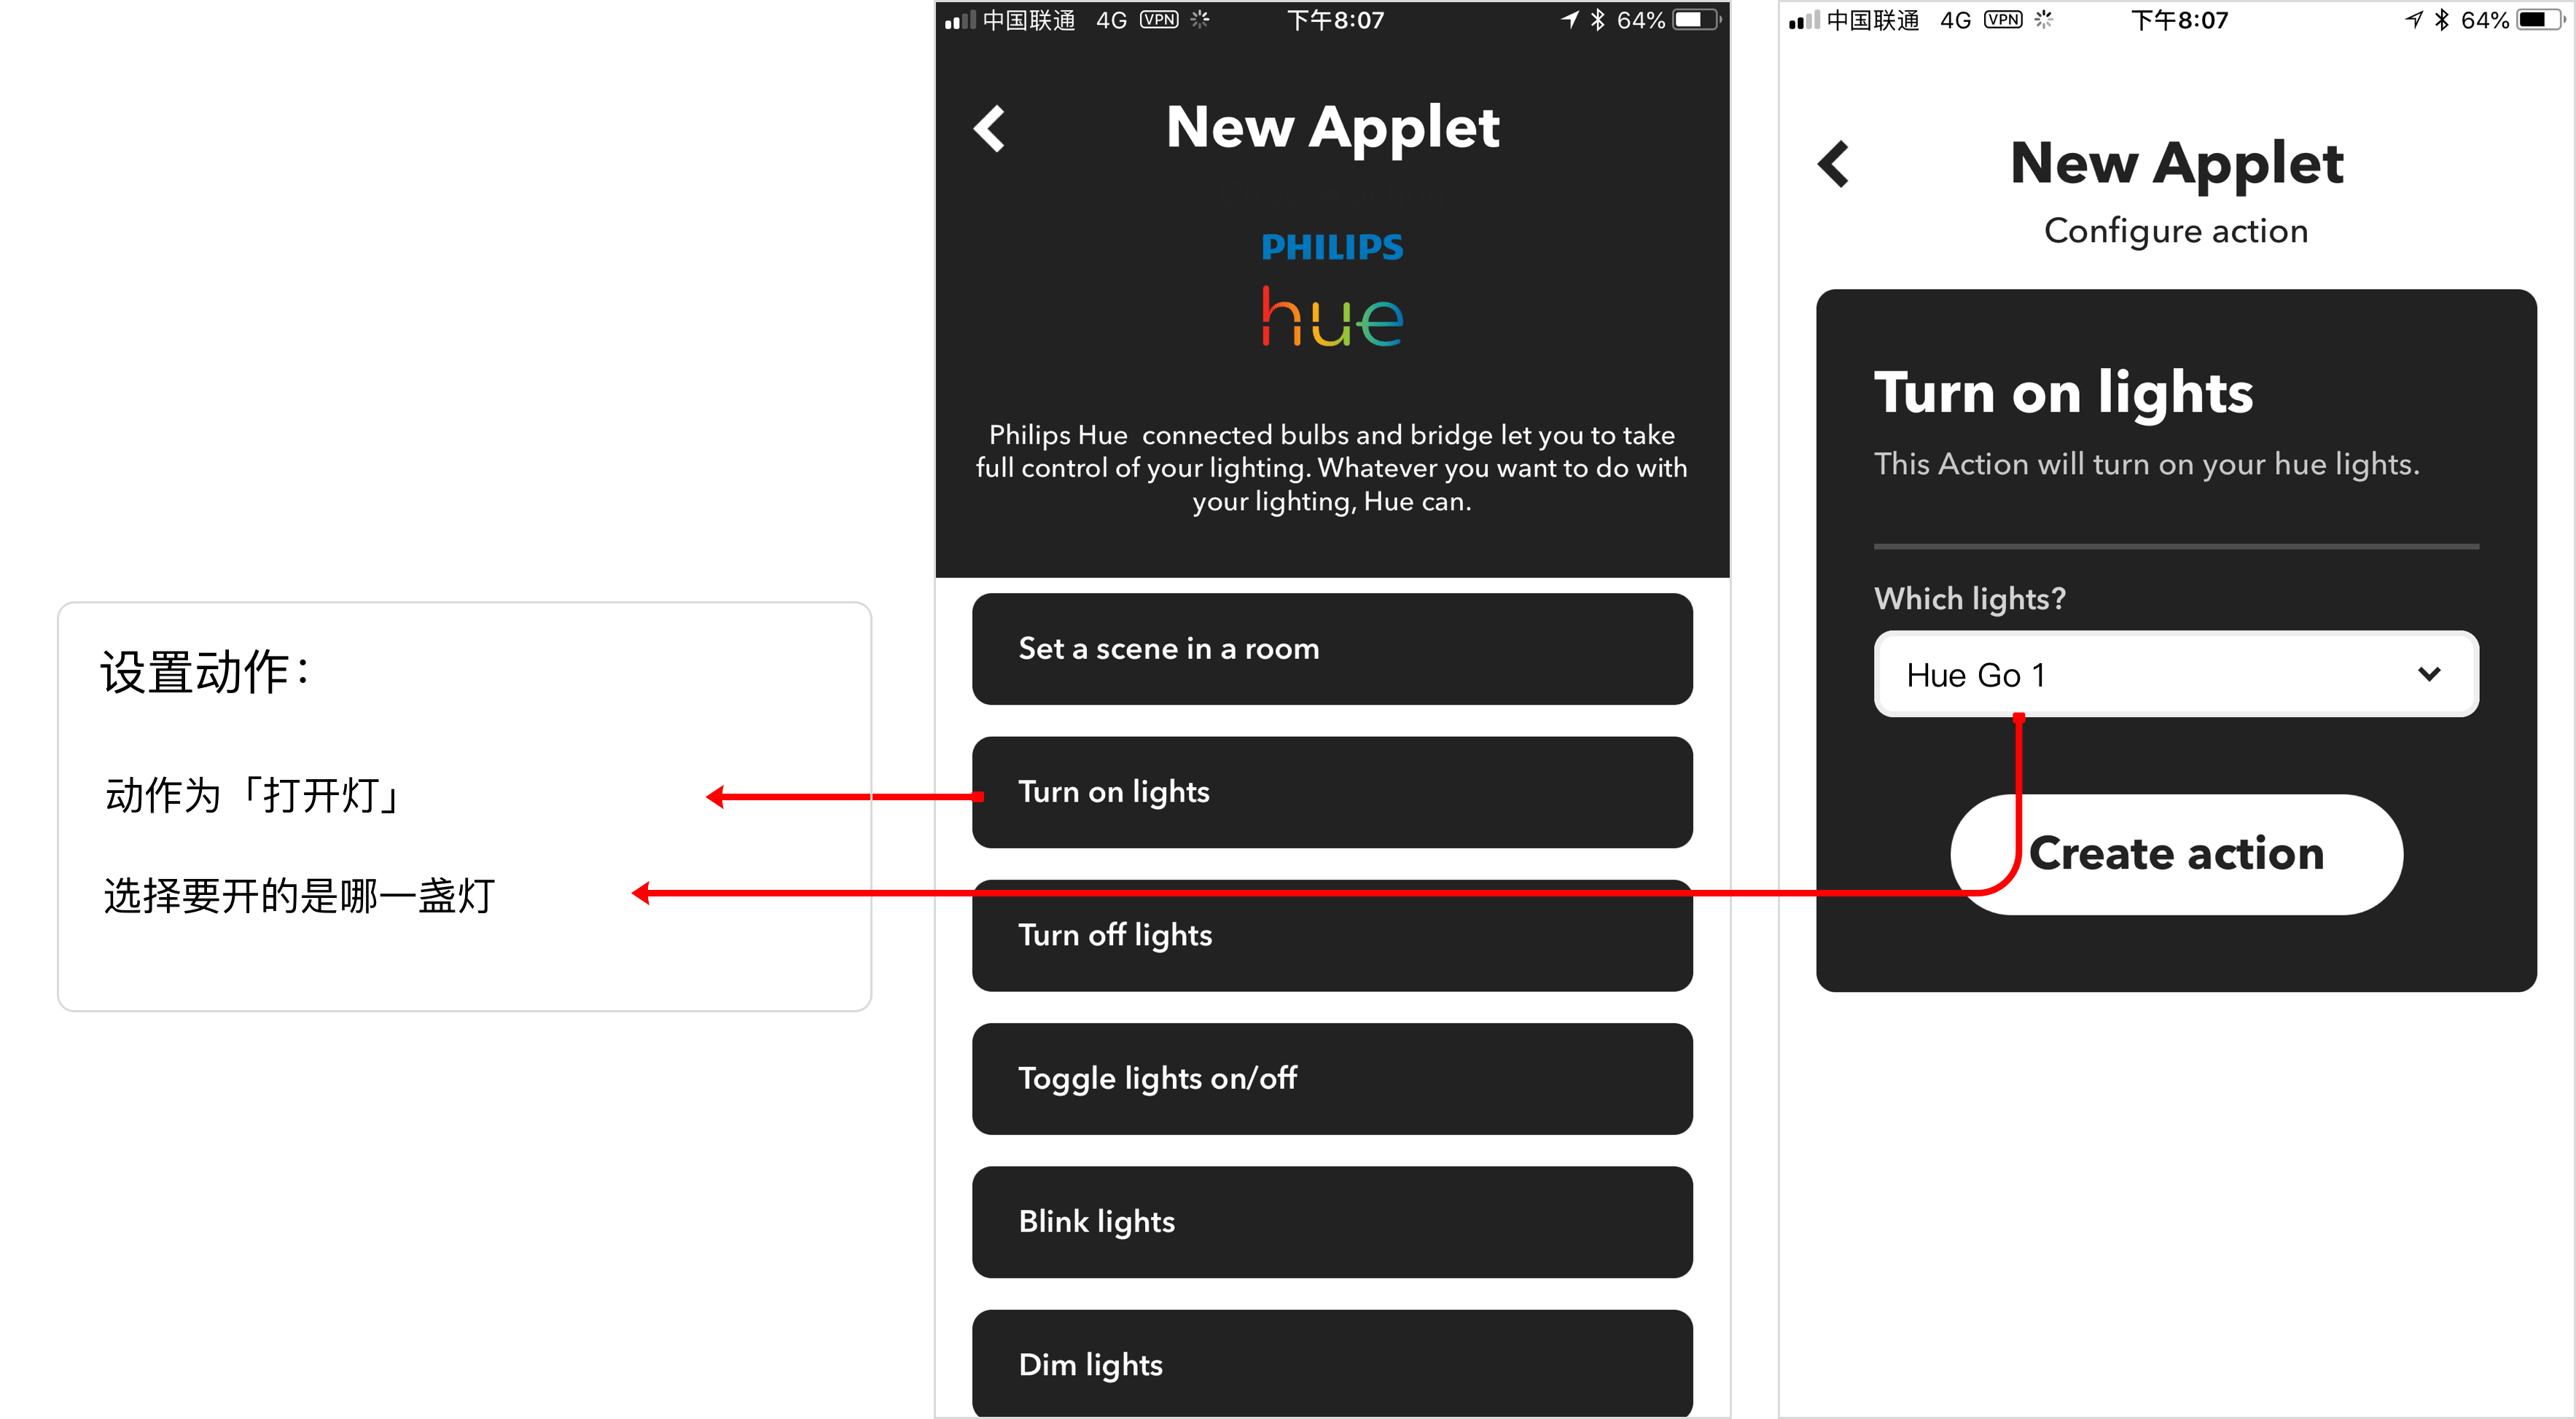 设置动作：
动作为「打开灯」
选择要开的是哪一盏灯
中国联通 4G VPN 下午8:07 64%
New Applet
PHILIPS
hue
Philips Hue connected bulbs and bridge let you to take
full control of your lighting. Whatever you want to do with
your lighting, Hue can.
Set a scene in a room
Turn on lights
Turn off lights
Toggle lights on/off
Blink lights
Dim lights
中国联通 4G VPN 下午8:07 64%
New Applet
Configure action
Turn on lights
This Action will turn on your hue lights.
Which lights?
Hue Go 1
Create action